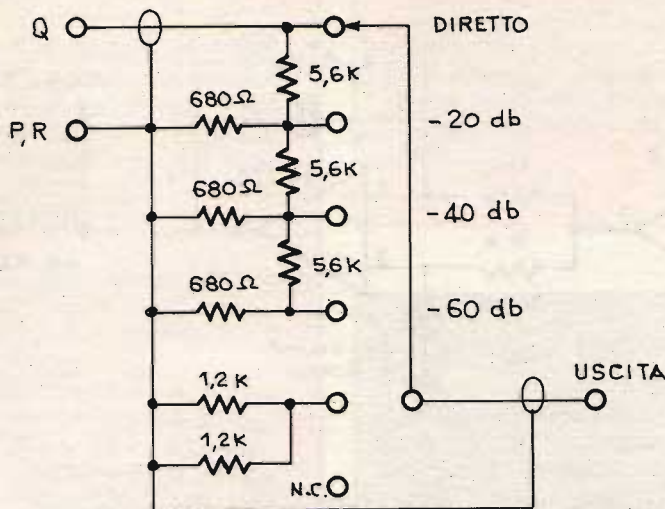 Q
DIRETTO
5,6K
680Ω
P,R
-20 db
5,6K
680Ω
-40 db
5,6K
680Ω
-60 db
1,2K
USCITA
1,2K
N.C.